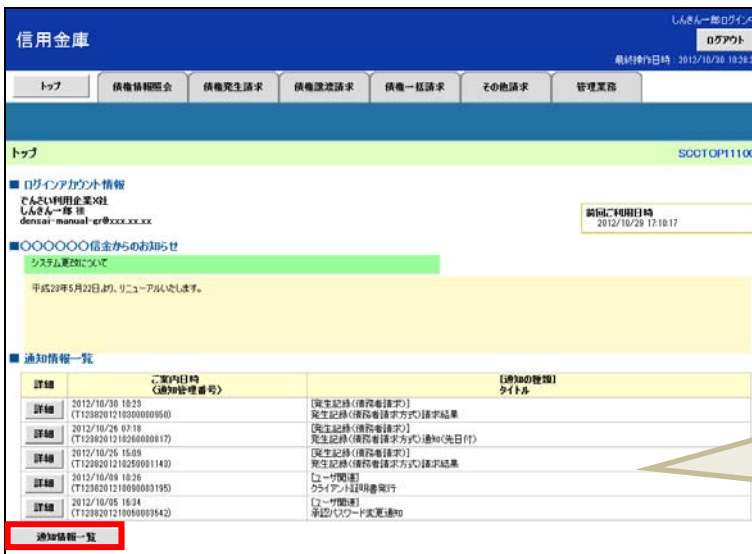 しんきん一郎ログイン中
信用金庫
ログアウト
最終操作日時：2012/10/30 10:28:2
トップ 債権情報照会 債権発生請求 債権譲渡請求 債権一括請求 その他請求 管理業務
トップ SCCTOP1110
■ ログインアカウント情報
でんさい利用企業X社
しんきん一郎 様
densai-manual-gr@xxx.xx.xx
前回ご利用日時
2012/10/29 17:10:17
■〇〇〇〇〇〇信金からのお知らせ
システム更改について
平成23年5月22日より、リニューアルいたします。
■ 通知情報一覧
詳細 ご案内日時 [通知の種類]
（通知管理番号） タイトル
詳細 2012/10/30 10:23 [発生記録（債務者請求）]
(T1238201210300000950) 発生記録（債務者請求方式）請求結果
詳細 2012/10/26 07:18 [発生記録（債務者請求）]
(T1238201210260000817) 発生記録（債務者請求方式）通知（先日付）
詳細 2012/10/25 15:09 [発生記録（債務者請求）]
(T1238201210250001143) 発生記録（債務者請求方式）請求結果
詳細 2012/10/09 10:26 [ユーザ関連]
(T1238201210090003195) クライアント証明書発行
詳細 2012/10/05 16:34 [ユーザ関連]
(T1238201210050003542) 承認パスワード変更通知
通知情報一覧